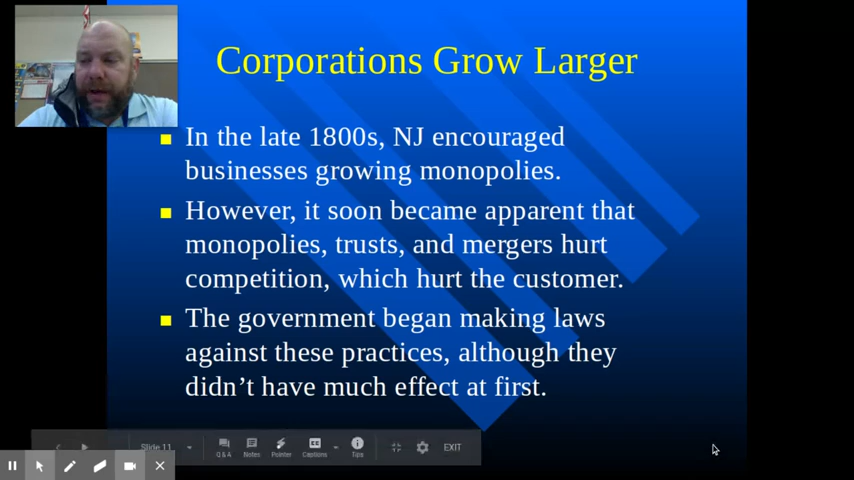 Corporations Grow Larger
In the late 1800s, NJ encouraged
businesses growing monopolies.
However, it soon became apparent that
monopolies, trusts, and mergers hurt
competition, which hurt the customer.
The government began making laws
against these practices, although they
didn't have much effect at first.
Slide 11
Q & A Notes Pointer Captions Tips EXIT